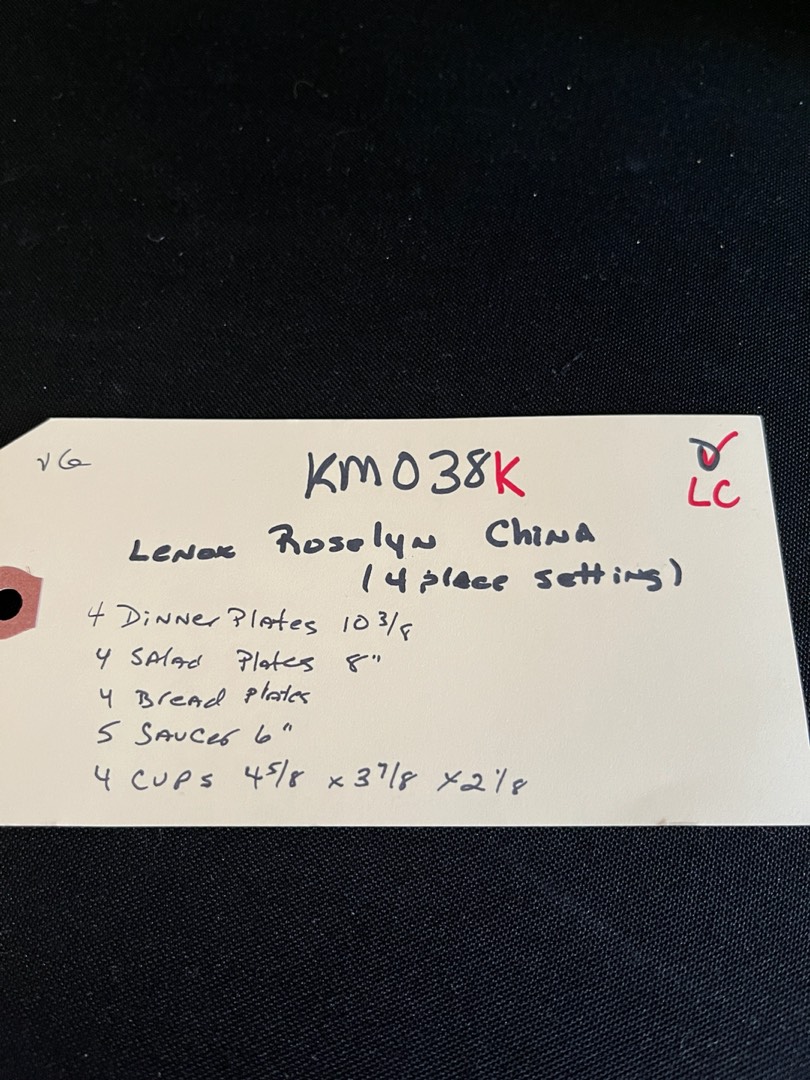 VG
KM038K
LC
Lenox Roselyn China
(4 place setting)
4 Dinner Plates 10 3/8
4 Salad Plates 8"
4 Bread Plates
5 Saucer 6"
4 Cups 4 5/8 x 3 7/8 x 2 1/8